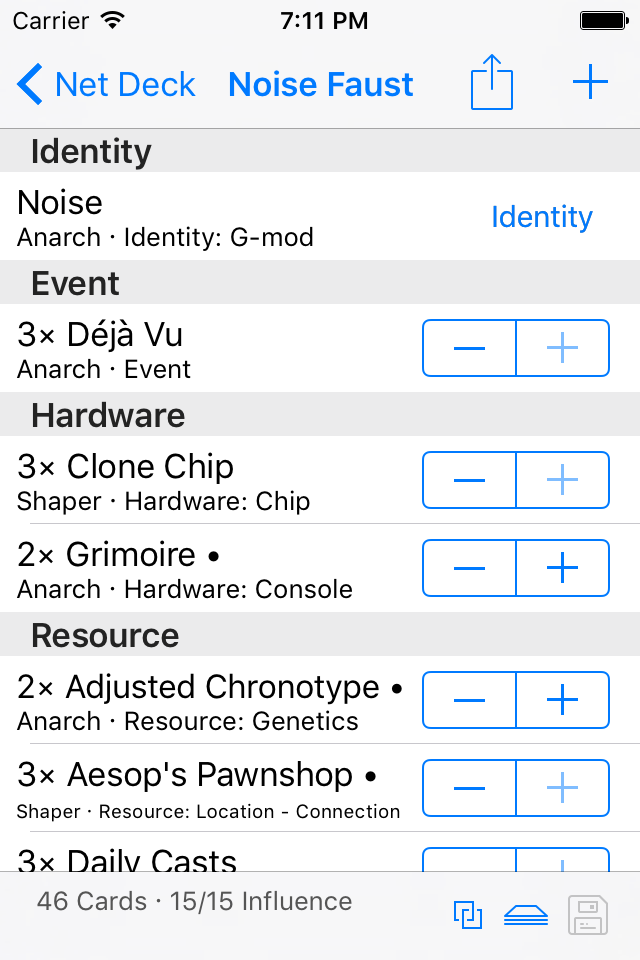 Carrier 7:11 PM
Net Deck Noise Faust
Identity
Noise
Anarch · Identity: G-mod
Identity
Event
3× Déjà Vu
Anarch · Event
Hardware
3× Clone Chip
Shaper · Hardware: Chip
2× Grimoire •
Anarch · Hardware: Console
Resource
2× Adjusted Chronotype •
Anarch · Resource: Genetics
3× Aesop's Pawnshop •
Shaper · Resource: Location - Connection
3× Daily Casts
46 Cards · 15/15 Influence